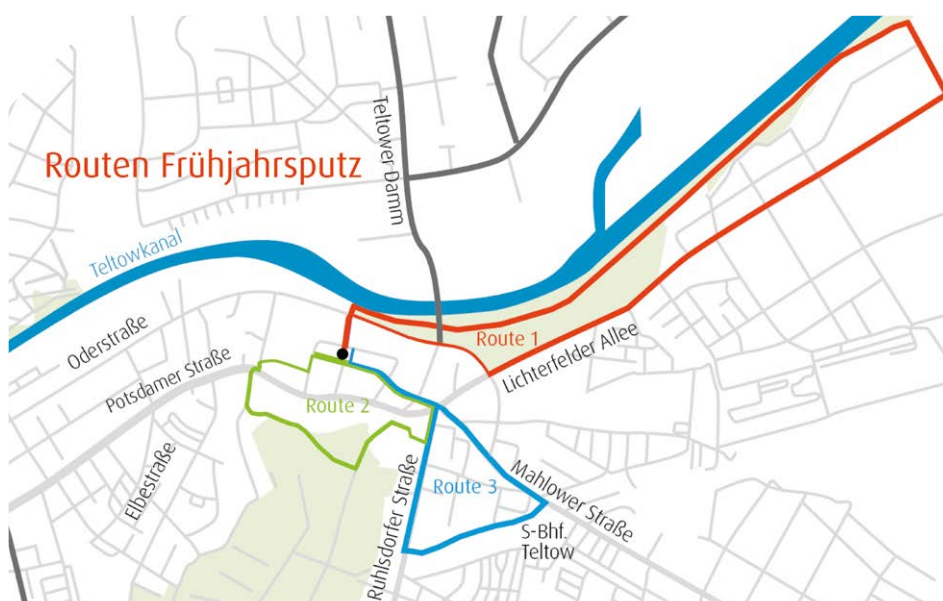 Routen Frühjahrsputz
Teltower Damm
Teltowkanal
Oderstraße
Potsdamer Straße
Route 1
Lichterfelder Allee
Route 2
Elbestraße
Ruhlsdorfer Straße
Route 3
Mahlower Straße
S-Bhf.
Teltow